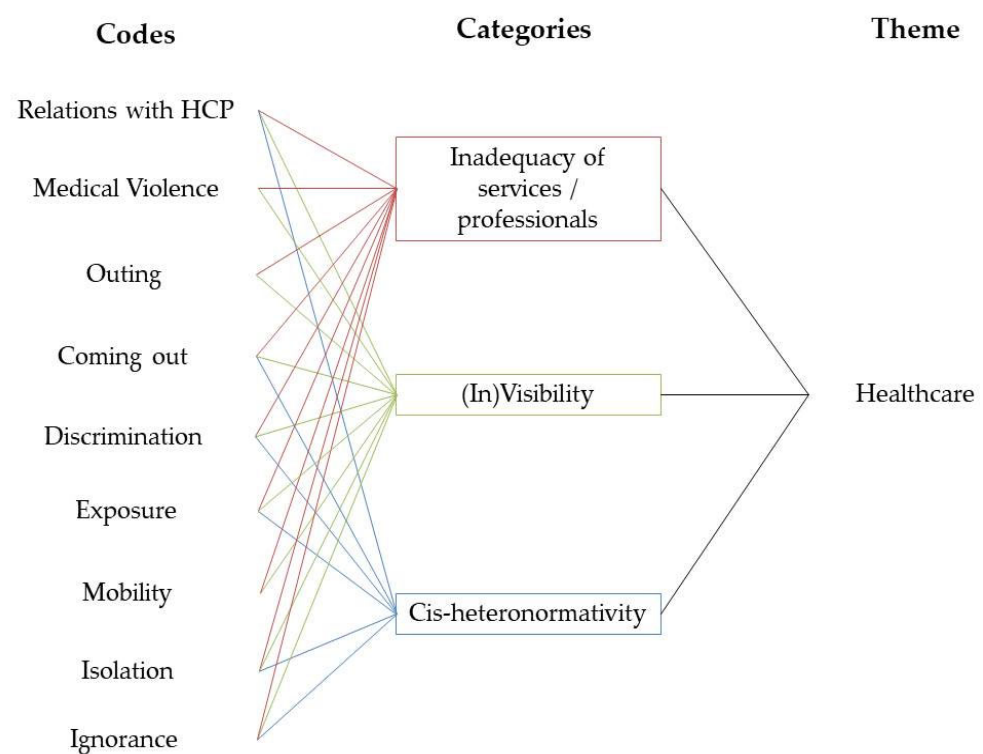 Codes
Categories
Theme
Relations with HCP
Medical Violence
Outing
Coming out
Discrimination
Exposure
Mobility
Isolation
Ignorance
Inadequacy of
services /
professionals
(In)Visibility
Cis-heteronormativity
Healthcare